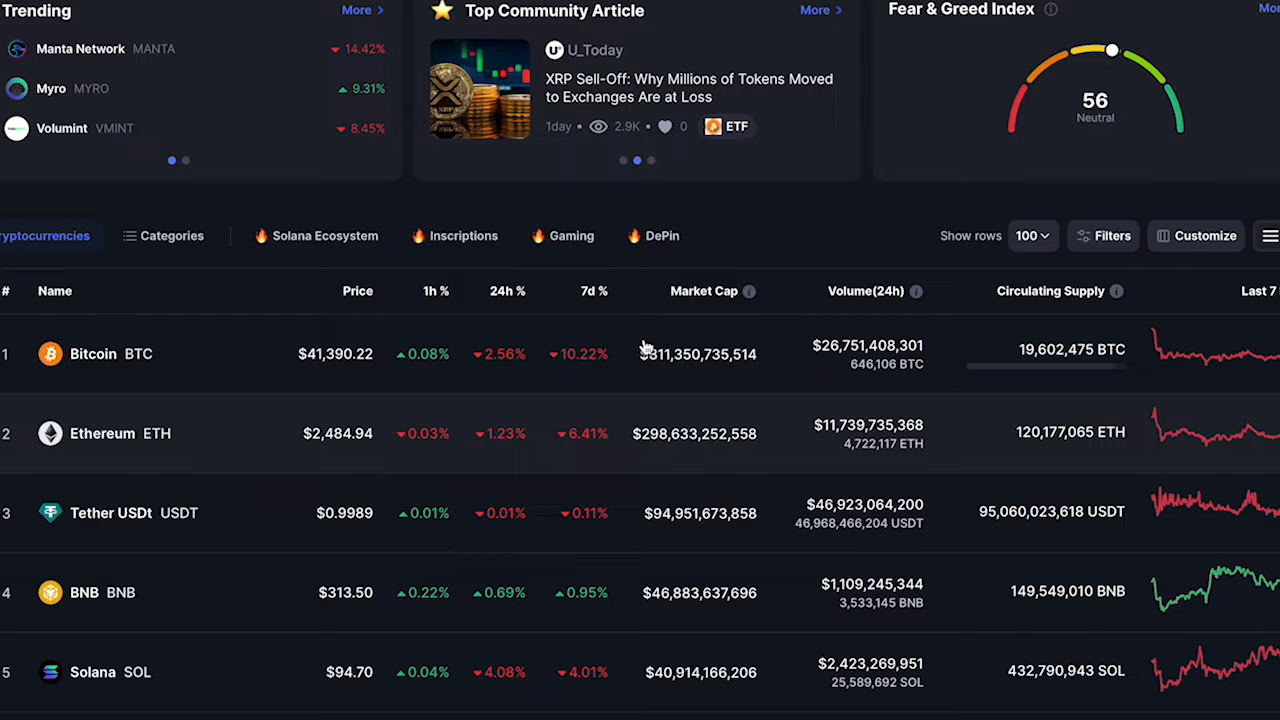 Trending
More >
Manta Network MANTA
14.42%
Myro MYRO
9.31%
Volumint VMINT
8.45%
Top Community Article
More >
U_Today
XRP Sell-Off: Why Millions of Tokens Moved
to Exchanges Are at Loss
1day • 2.9K • 0 ETF
Fear & Greed Index
56
Neutral
Categories
Solana Ecosystem
Inscriptions
Gaming
DePin
Show rows 100
Filters
Customize
# Name Price 1h % 24h % 7d % Market Cap Volume(24h) Circulating Supply Last 7
1 Bitcoin BTC $41,390.22 0.08% 2.56% 10.22% $811,350,735,514 $26,751,408,301 19,602,475 BTC
646,106 BTC
2 Ethereum ETH $2,484.94 0.03% 1.23% 6.41% $298,633,252,558 $11,739,735,368 120,177,065 ETH
4,722,117 ETH
3 Tether USDt USDT $0.9989 0.01% 0.01% 0.11% $94,951,673,858 $46,923,064,200 95,060,023,618 USDT
46,968,466,204 USDT
4 BNB BNB $313.50 0.22% 0.69% 0.95% $46,883,637,696 $1,109,245,344 149,549,010 BNB
3,533,145 BNB
5 Solana SOL $94.70 0.04% 4.08% 4.01% $40,914,166,206 $2,423,269,951 432,790,943 SOL
25,589,692 SOL